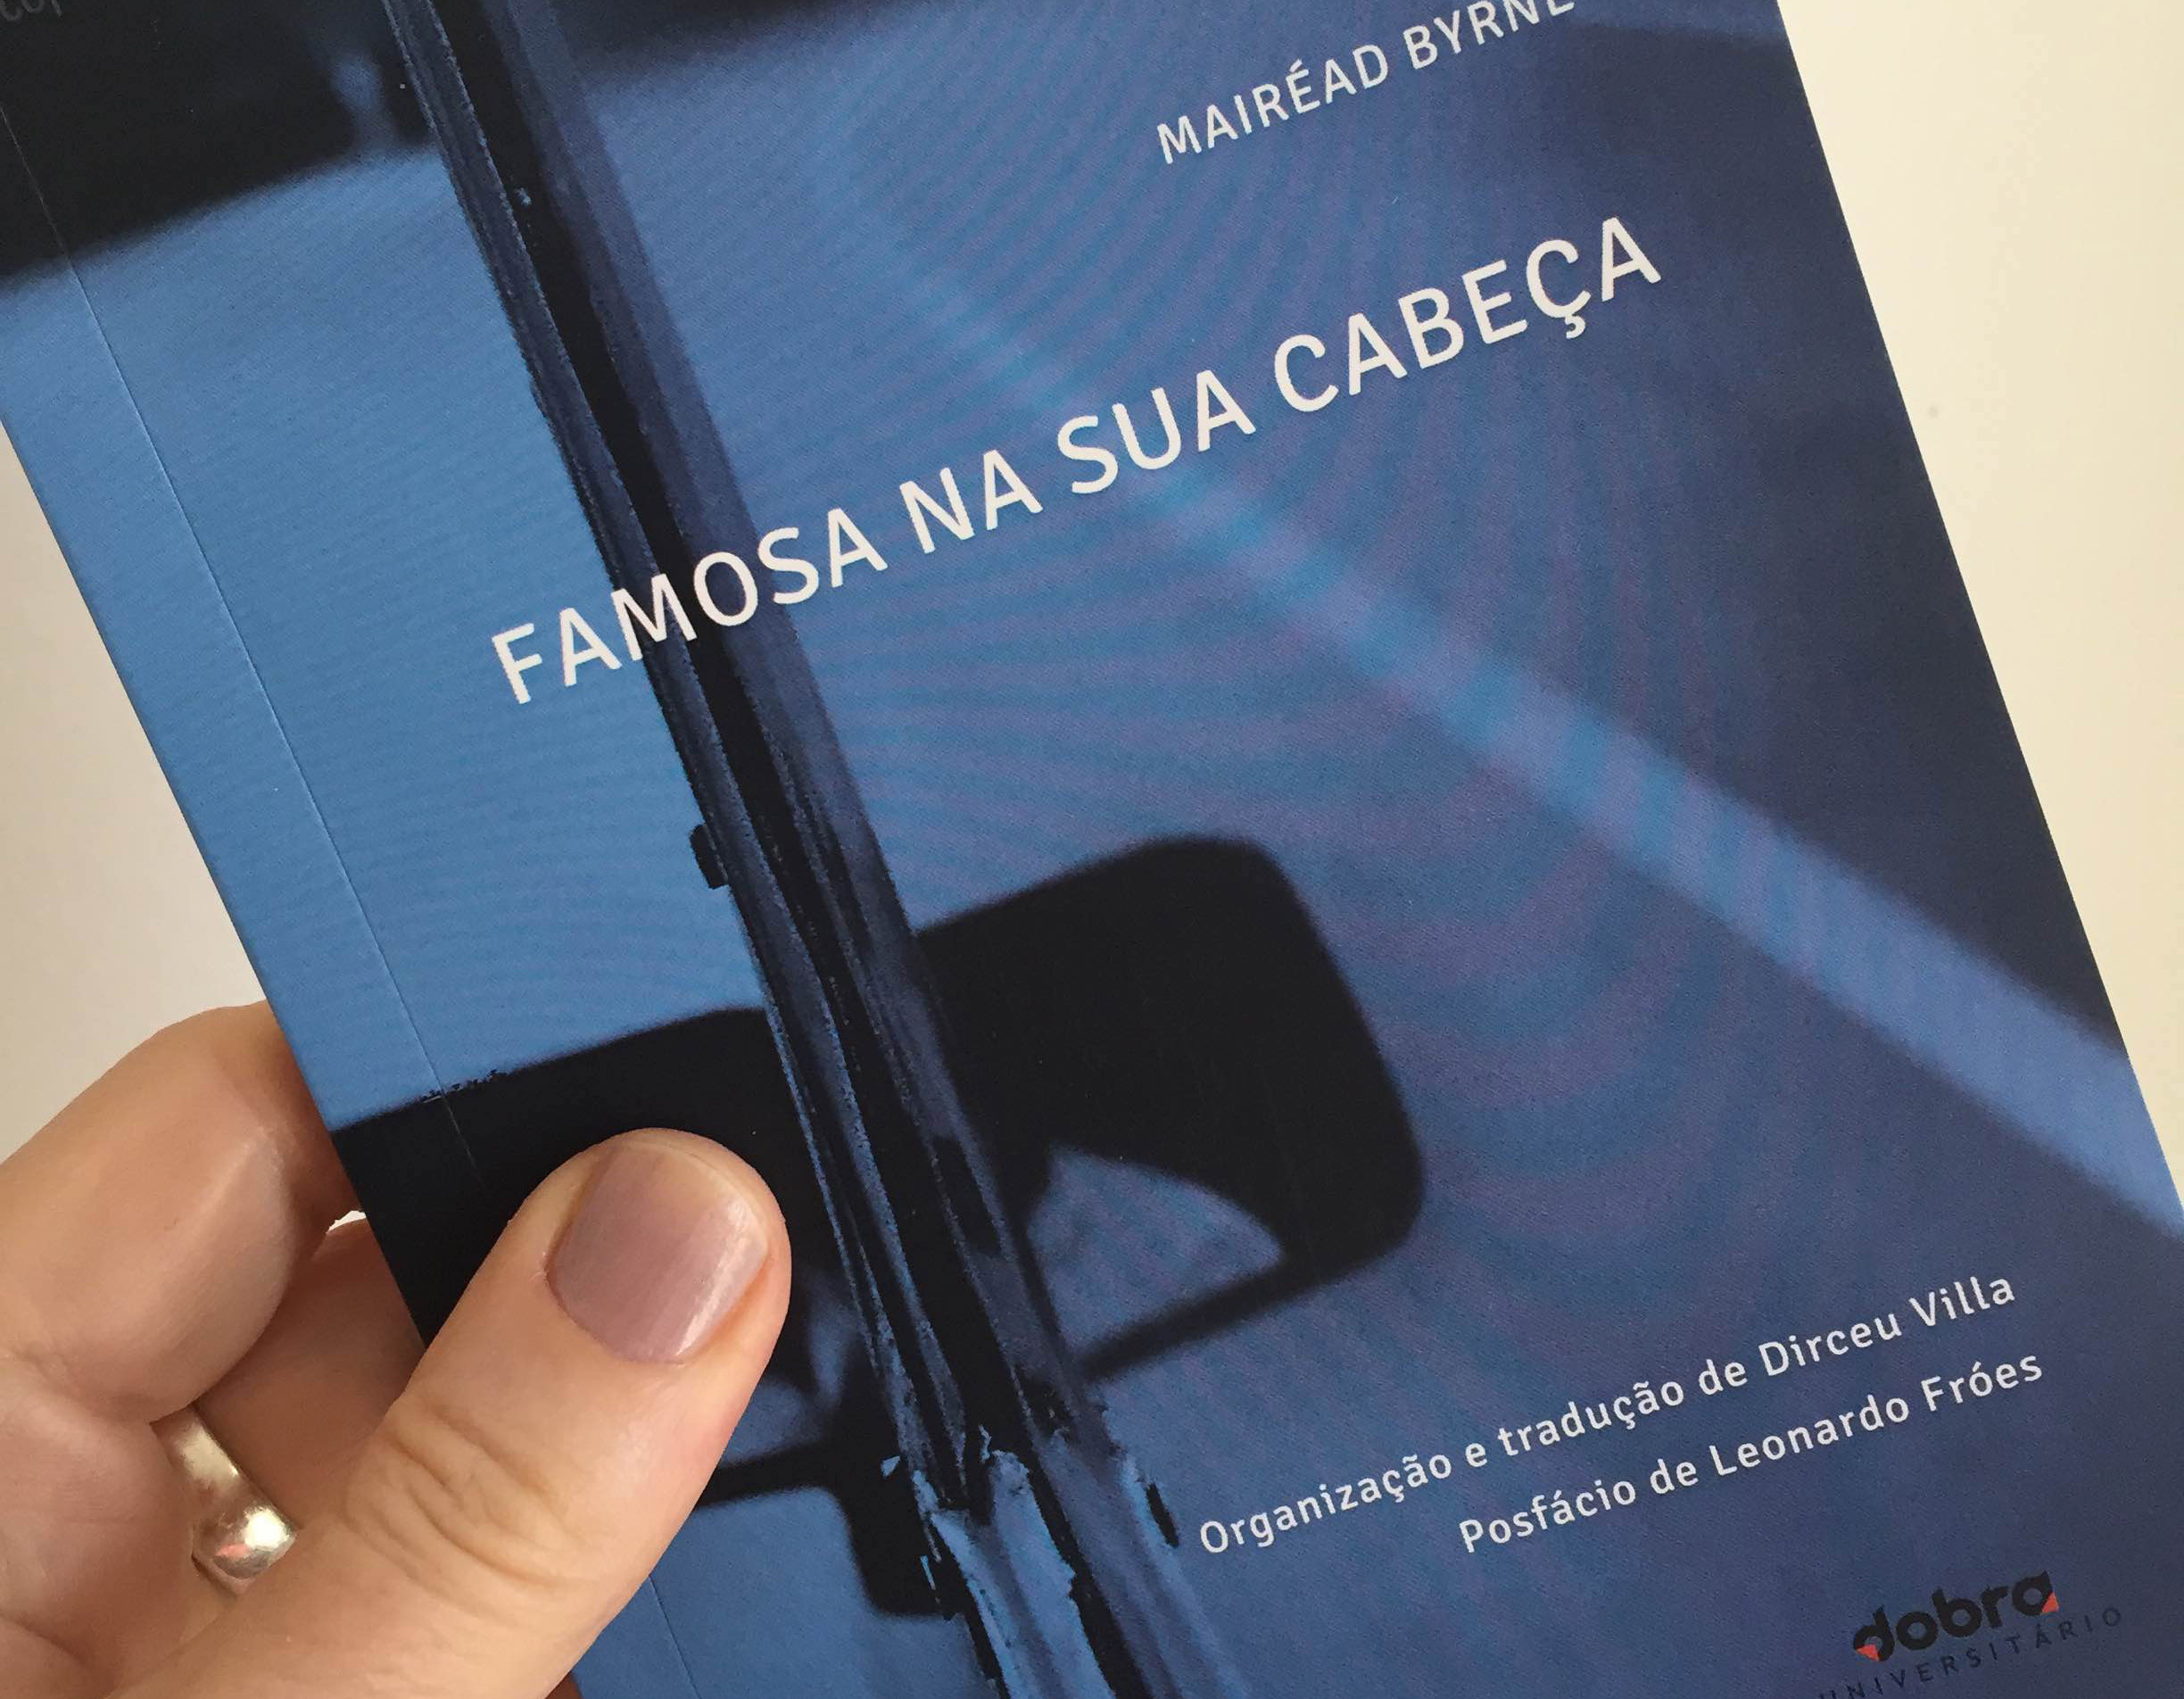 MAIRÉAD BYRNE
FAMOSA NA SUA CABEÇA
Organização e tradução de Dirceu Villa
Posfácio de Leonardo Fróes
dobra
UNIVERSITÁRIO